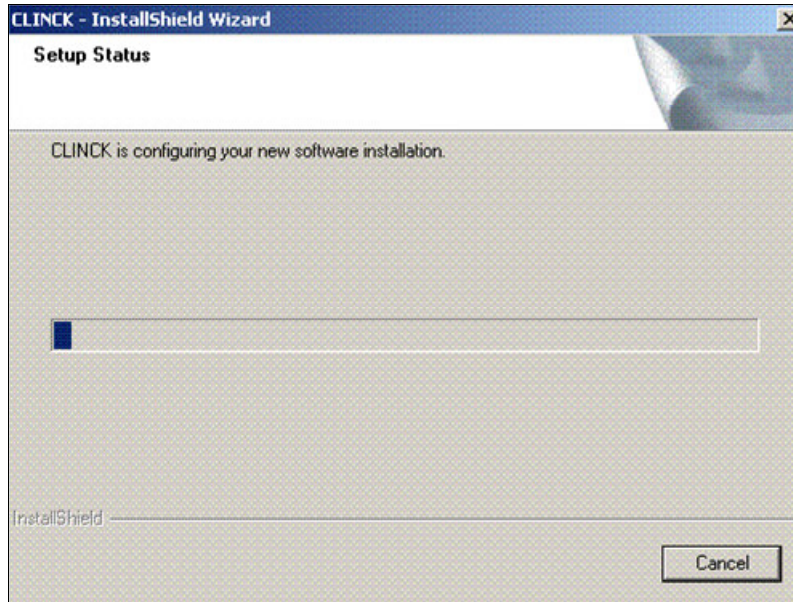 CLINCK - InstallShield Wizard
Setup Status
CLINCK is configuring your new software installation.
InstallShield
Cancel